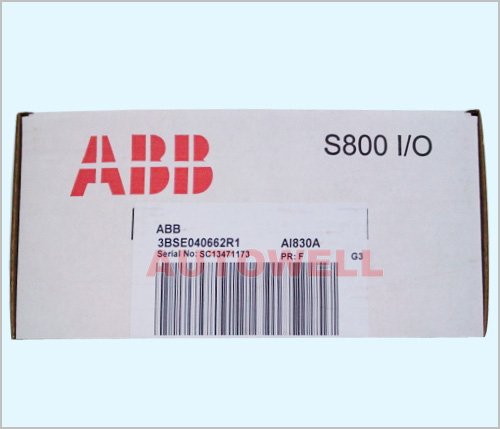 ABB
S800 I/O
ABB
3BSE040662R1 AI830A
Serial No: SC13471173 PR: F G3
AUTOWELL